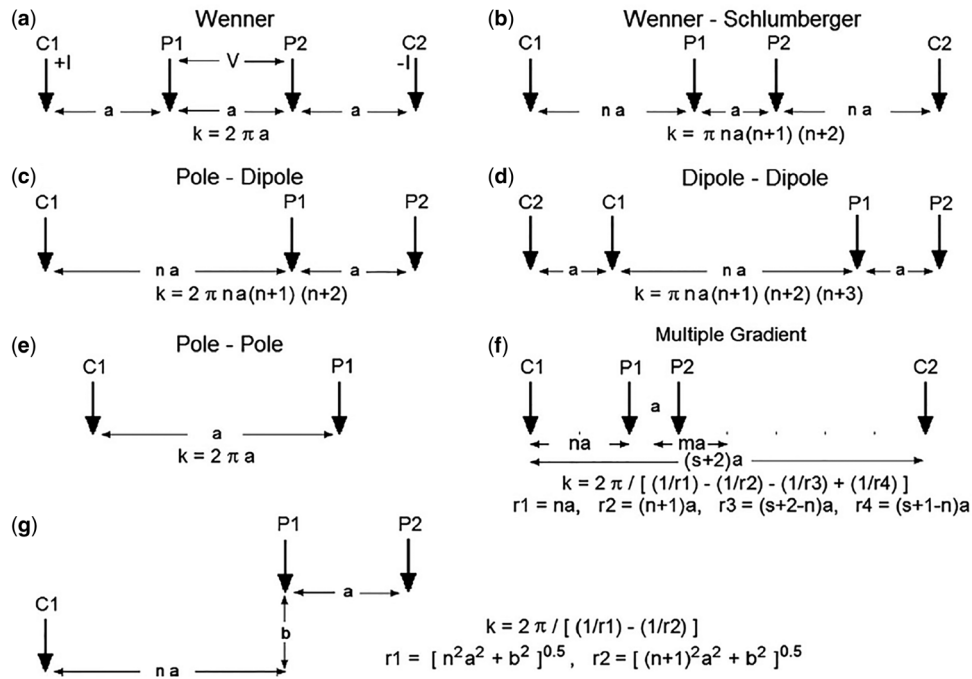 (a) Wenner
C1 P1 P2 C2
+I V -I
a a a
k = 2 π a
(b) Wenner - Schlumberger
C1 P1 P2 C2
n a a n a
k = π n a (n+1) (n+2)
(c) Pole - Dipole
C1 P1 P2
n a a
k = 2 π n a (n+1) (n+2)
(d) Dipole - Dipole
C2 C1 P1 P2
a n a a
k = π n a (n+1) (n+2) (n+3)
(e) Pole - Pole
C1 P1
a
k = 2 π a
(f) Multiple Gradient
C1 P1 P2 C2
a
na ma
(s+2)a
k = 2 π / [ (1/r1) - (1/r2) - (1/r3) + (1/r4) ]
r1 = na, r2 = (n+1)a, r3 = (s+2-n)a, r4 = (s+1-n)a
(g)
P1 P2
a
C1
b
n a
k = 2 π / [ (1/r1) - (1/r2) ]
r1 = [ n²a² + b² ]^0.5 , r2 = [ (n+1)²a² + b² ]^0.5